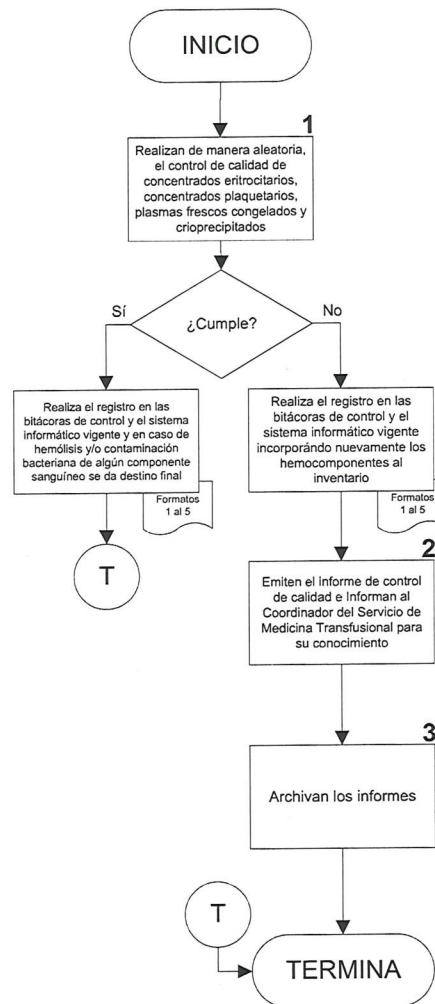 INICIO
1
Realizan de manera aleatoria,
el control de calidad de
concentrados eritrocitarios,
concentrados plaquetarios,
plasmas frescos congelados y
crioprecipitados
¿Cumple?
Sí
No
Realiza el registro en las
bitácoras de control y el sistema
informático vigente y en caso de
hemólisis y/o contaminación
bacteriana de algún componente
sanguíneo se da destino final
Formatos
1 al 5
T
Realiza el registro en las
bitácoras de control y el
sistema informático vigente
incorporándo nuevamente los
hemocomponentes al
inventario
Formatos
1 al 5
2
Emiten el informe de control
de calidad e Informan al
Coordinador del Servicio de
Medicina Transfusional para
su conocimiento
3
Archivan los informes
T
TERMINA